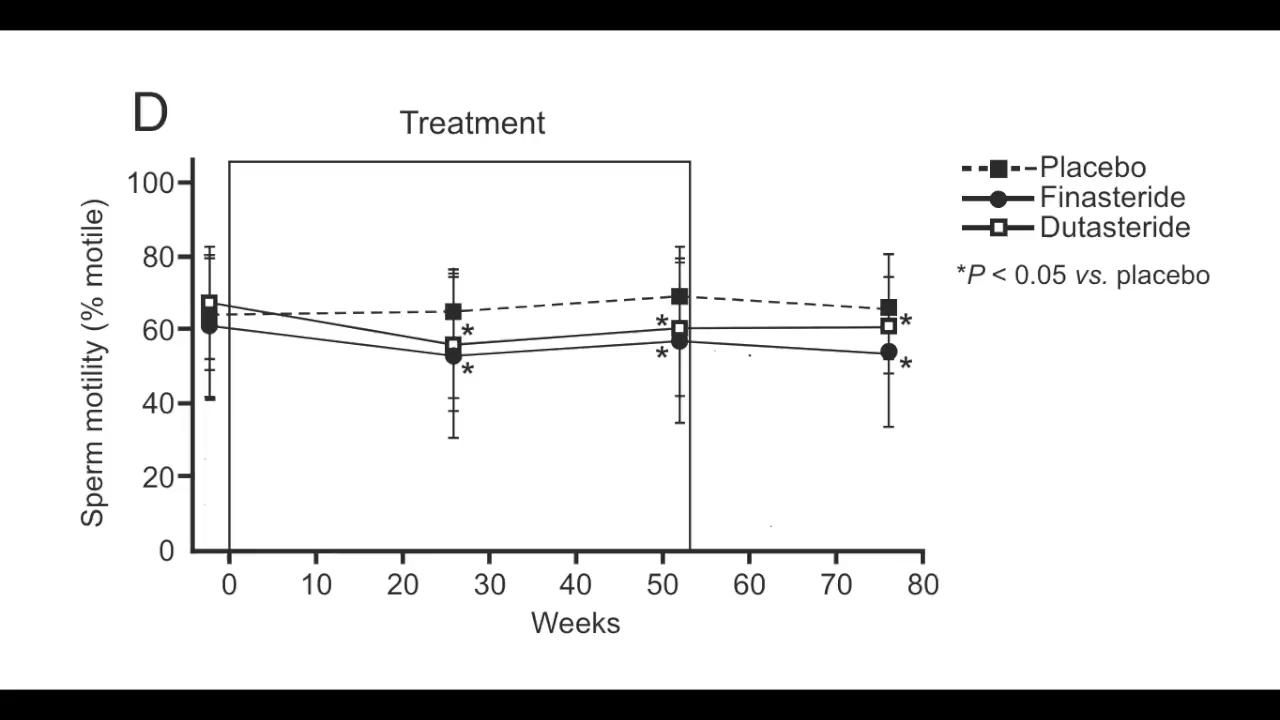 D
Treatment
Placebo
Finasteride
Dutasteride
*P < 0.05 vs. placebo
Sperm motility (% motile)
100
80
60
40
20
0
*
*
*
*
*
*
0 10 20 30 40 50 60 70 80
Weeks